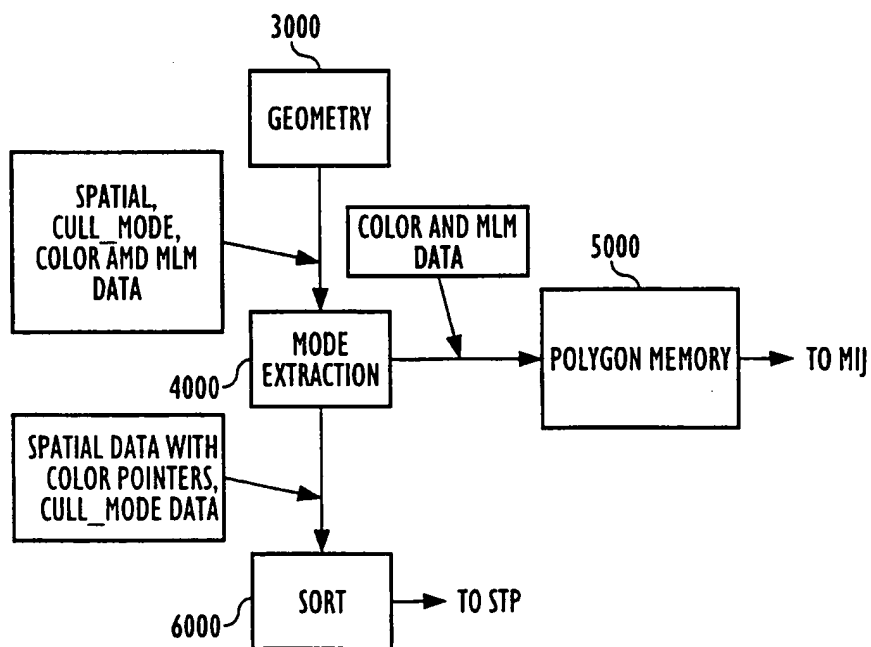 3000
GEOMETRY
SPATIAL,
CULL_MODE,
COLOR AMD MLM
DATA
COLOR AND MLM
DATA
5000
MODE
EXTRACTION
4000
POLYGON MEMORY
TO MIJ
SPATIAL DATA WITH
COLOR POINTERS,
CULL_MODE DATA
SORT
6000
TO STP